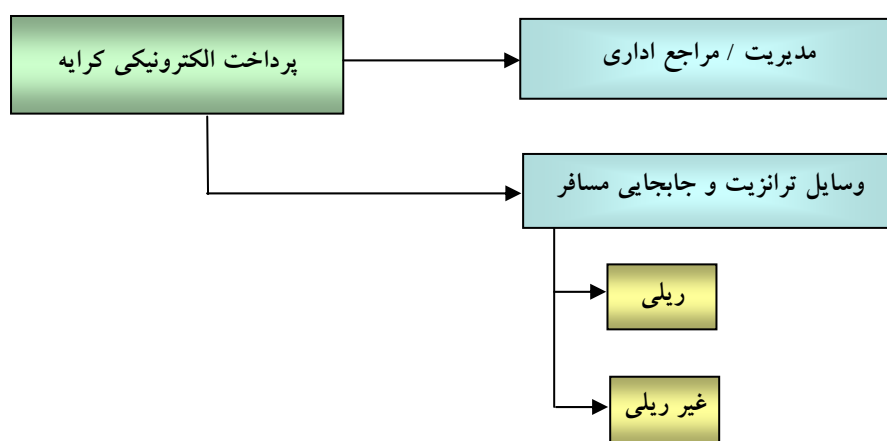 پرداخت الکترونیکی کرایه
مدیریت / مراجع اداری
وسایل ترانزیت و جابجایی مسافر
ریلی
غیر ریلی